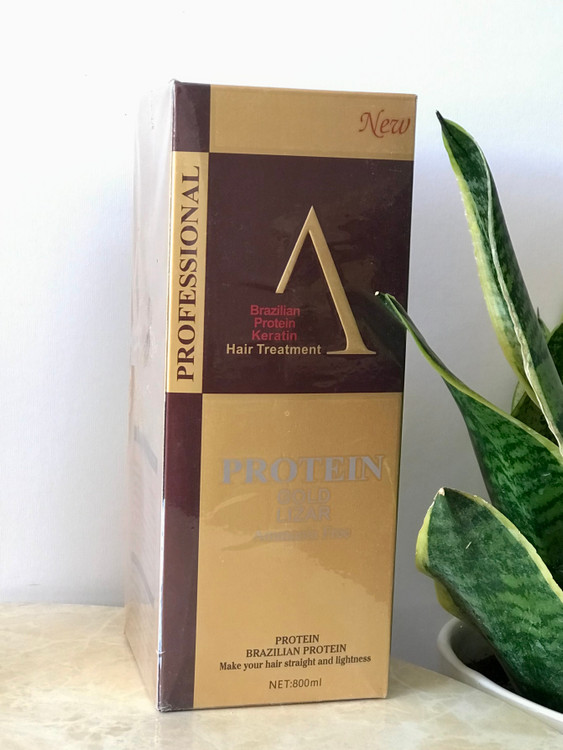 New
PROFESSIONAL
A
Brazilian
Protein
Keratin
Hair Treatment
PROTEIN
GOLD
PROTEIN
BRAZILIAN PROTEIN
Make your hair straight and lightness
NET:800ml